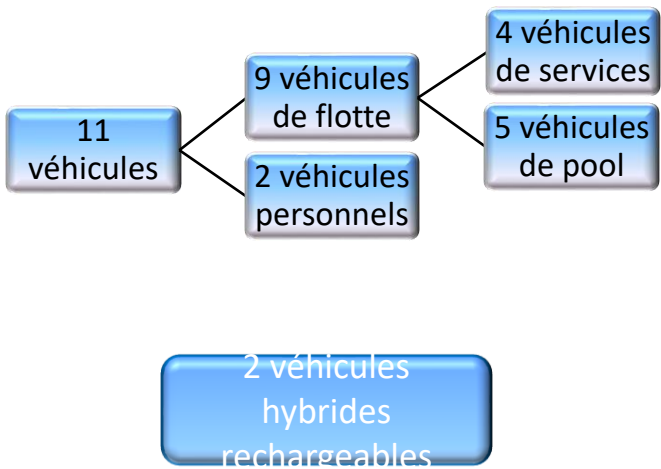 11
véhicules
9 véhicules
de flotte
2 véhicules
personnels
4 véhicules
de services
5 véhicules
de pool
2 véhicules
hybrides
rechargeables